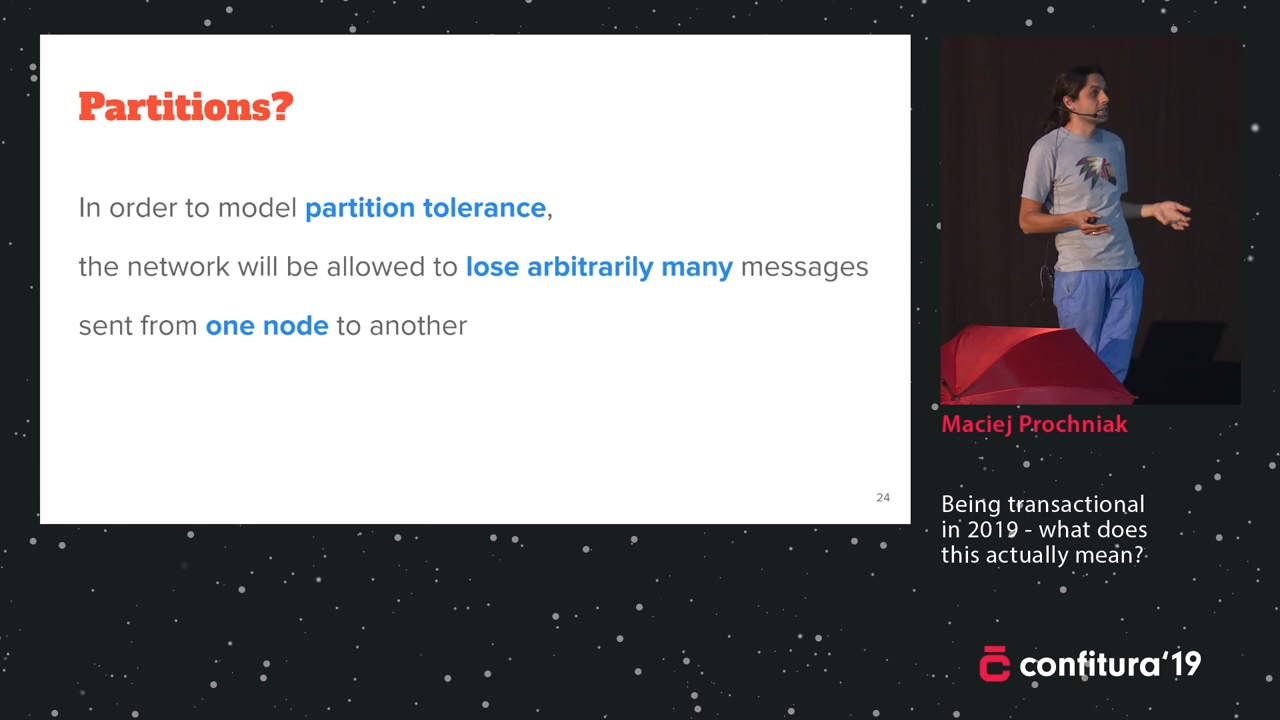 Partitions?
In order to model partition tolerance,
the network will be allowed to lose arbitrarily many messages
sent from one node to another
24
Maciej Prochniak
Being transactional
in 2019 - what does
this actually mean?
confitura'19